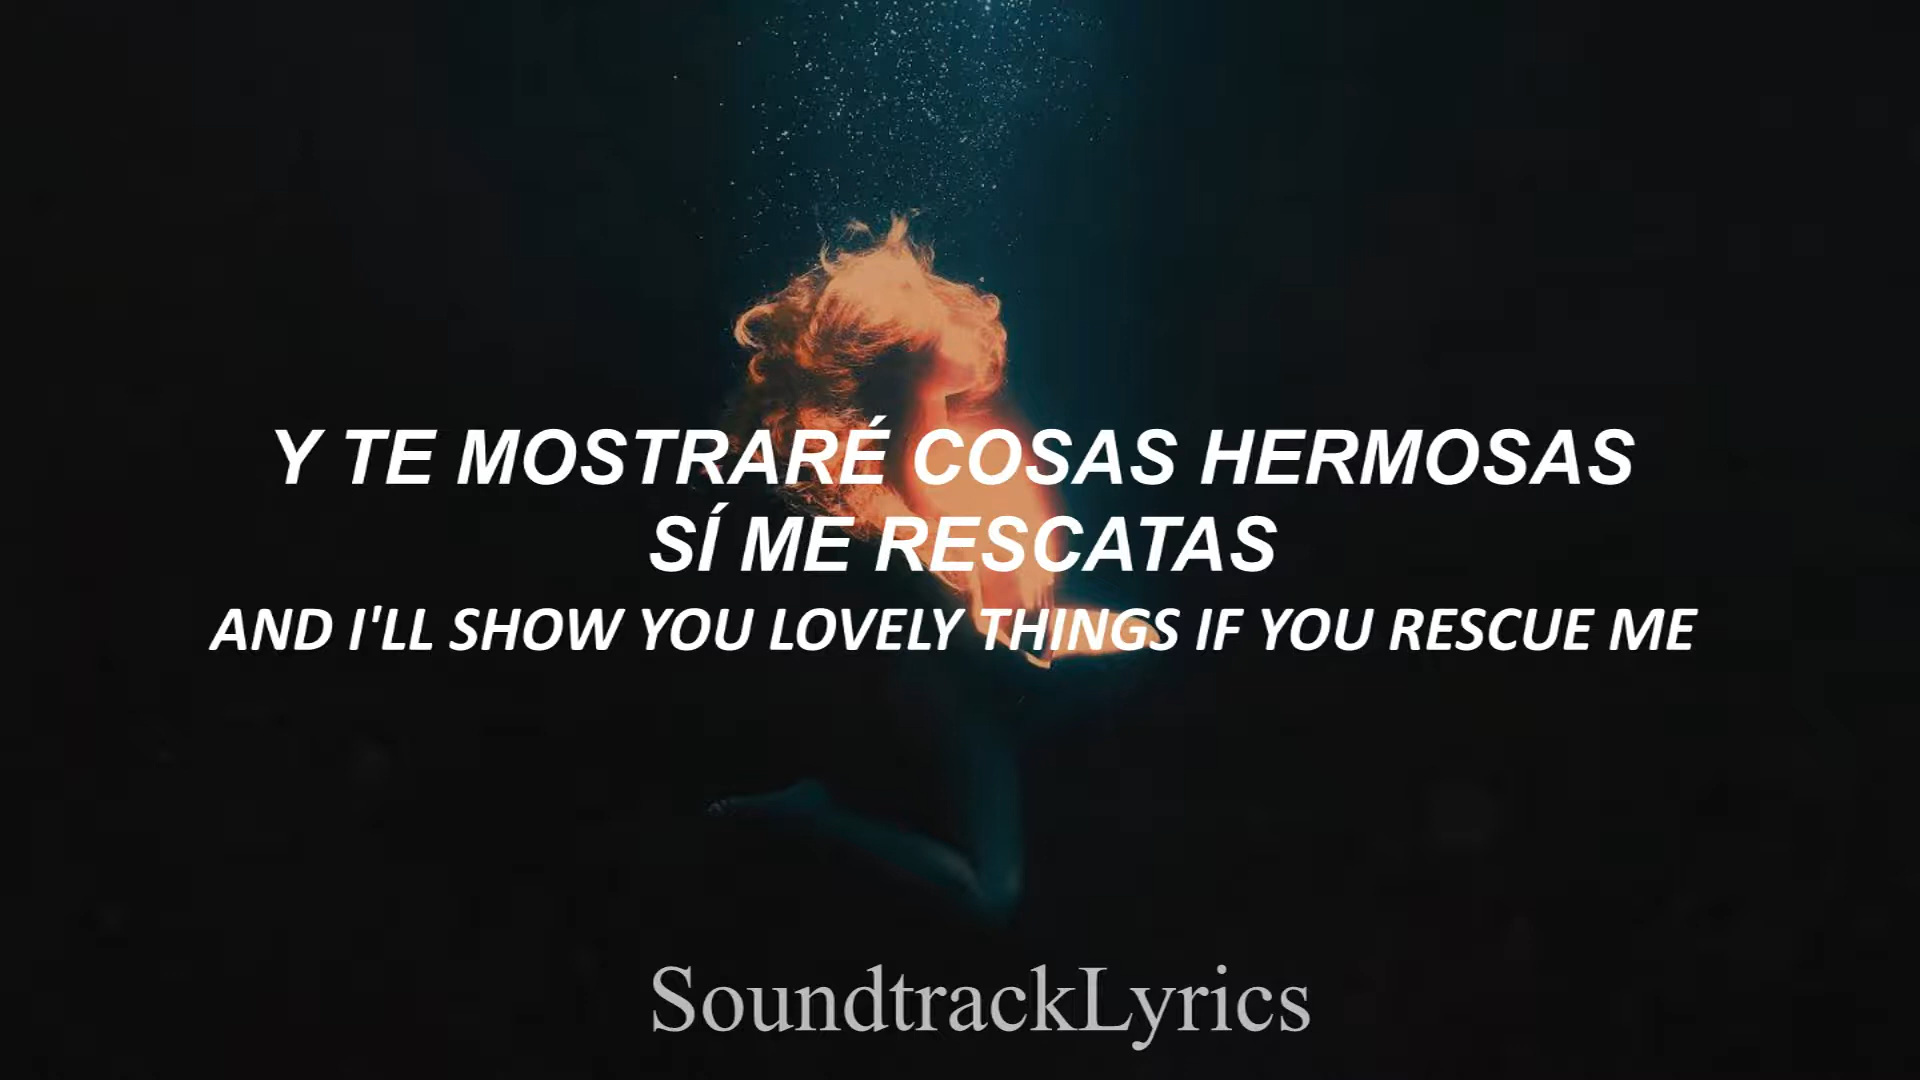 Y TE MOSTRARÉ COSAS HERMOSAS
SÍ ME RESCATAS
AND I'LL SHOW YOU LOVELY THINGS IF YOU RESCUE ME
SoundtrackLyrics